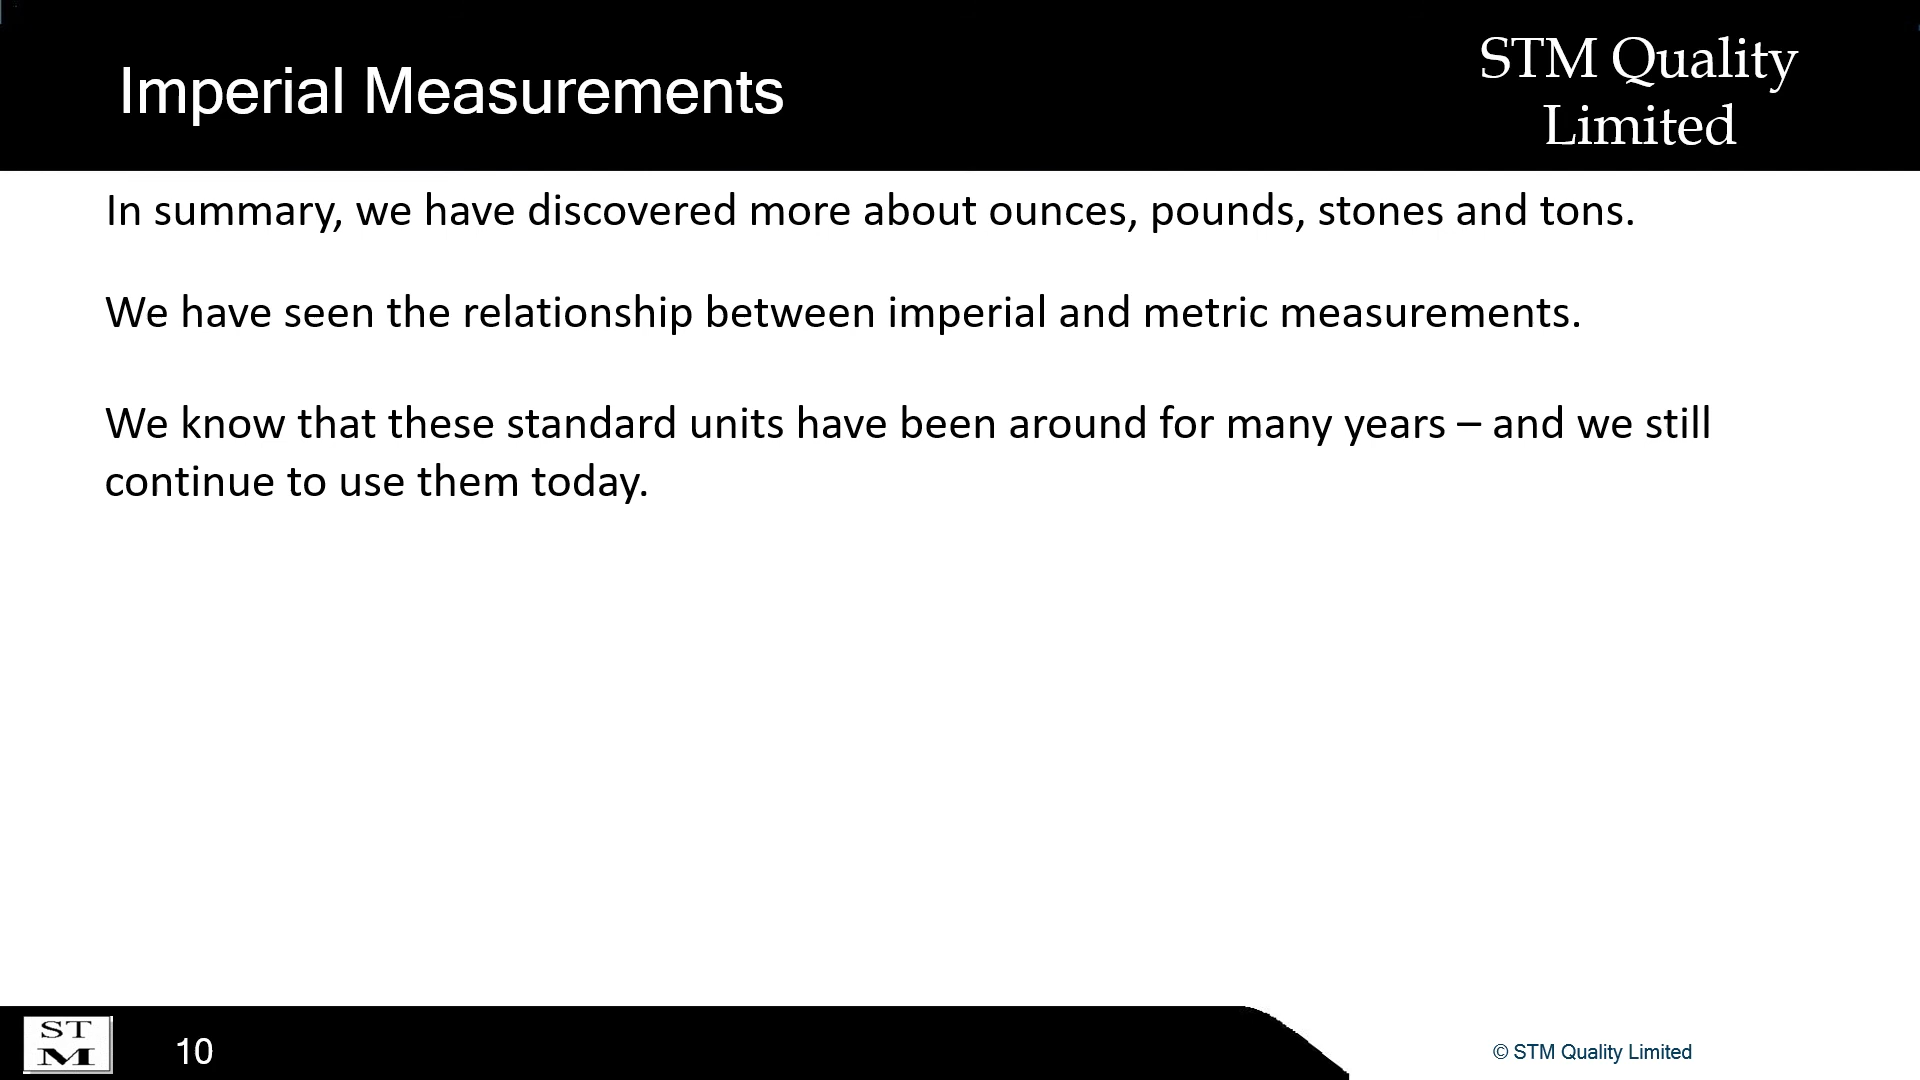 Imperial Measurements
STM Quality
Limited
In summary, we have discovered more about ounces, pounds, stones and tons.
We have seen the relationship between imperial and metric measurements.
We know that these standard units have been around for many years – and we still
continue to use them today.
ST
M
10
© STM Quality Limited